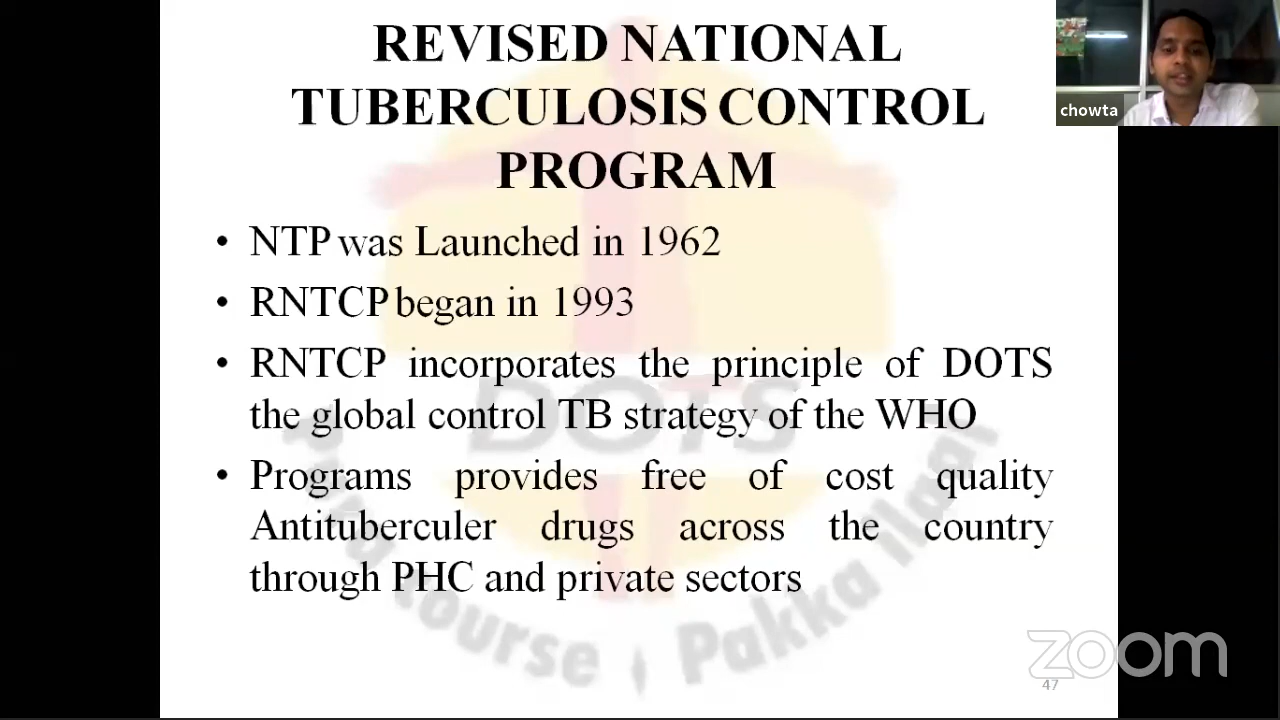 REVISED NATIONAL
TUBERCULOSIS CONTROL
PROGRAM
chowta
• NTP was Launched in 1962
• RNTCP began in 1993
• RNTCP incorporates the principle of DOTS
the global control TB strategy of the WHO
• Programs provides free of cost quality
Antituberculer drugs across the country
through PHC and private sectors
DOTS
Course Pakka Ilaaj
zoom
47